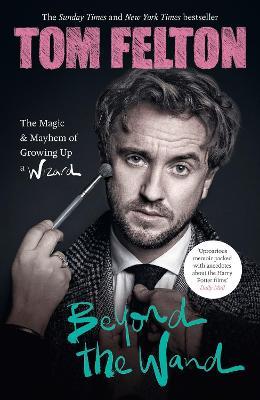 The Sunday Times and New York Times bestseller
TOM FELTON
The Magic
& Mayhem of
Growing Up
a Wizard
'Uproarious
memoir packed
with anecdotes
about the Harry
Potter films'
Daily Mail
Beyond
the Wand